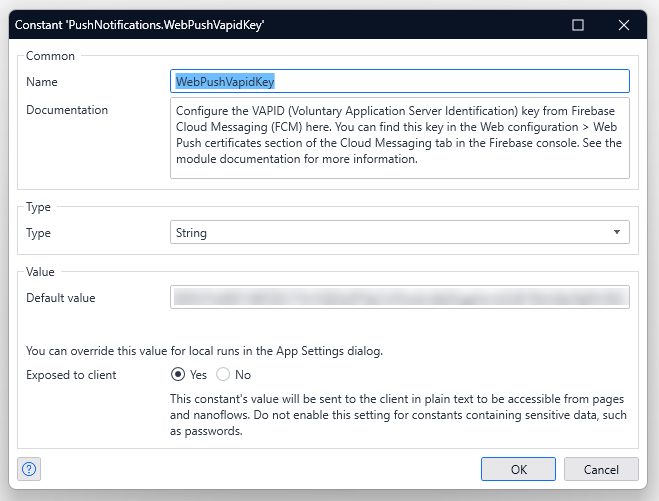 Constant 'PushNotifications.WebPushVapidKey'
Common
Name
WebPushVapidKey
Documentation
Configure the VAPID (Voluntary Application Server Identification) key from Firebase
Cloud Messaging (FCM) here. You can find this key in the Web configuration > Web
Push certificates section of the Cloud Messaging tab in the Firebase console. See the
module documentation for more information.
Type
Type
String
Value
Default value
You can override this value for local runs in the App Settings dialog.
Exposed to client
Yes
No
This constant's value will be sent to the client in plain text to be accessible from pages
and nanoflows. Do not enable this setting for constants containing sensitive data, such
as passwords.
?
OK
Cancel